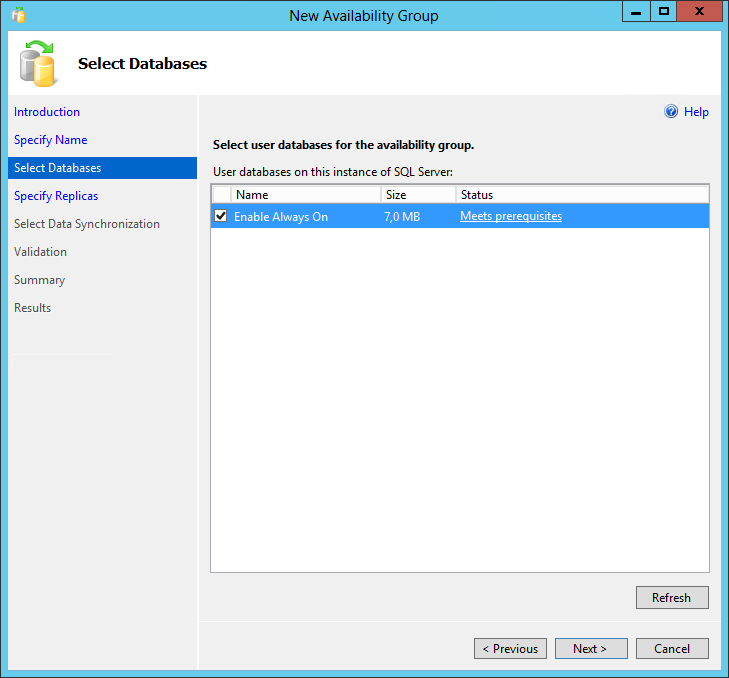 New Availability Group
Select Databases
Introduction
Specify Name
Select Databases
Specify Replicas
Select Data Synchronization
Validation
Summary
Results
Help
Select user databases for the availability group.
User databases on this instance of SQL Server:
Name Size Status
Enable Always On 7,0 MB Meets prerequisites
Refresh
< Previous Next > Cancel